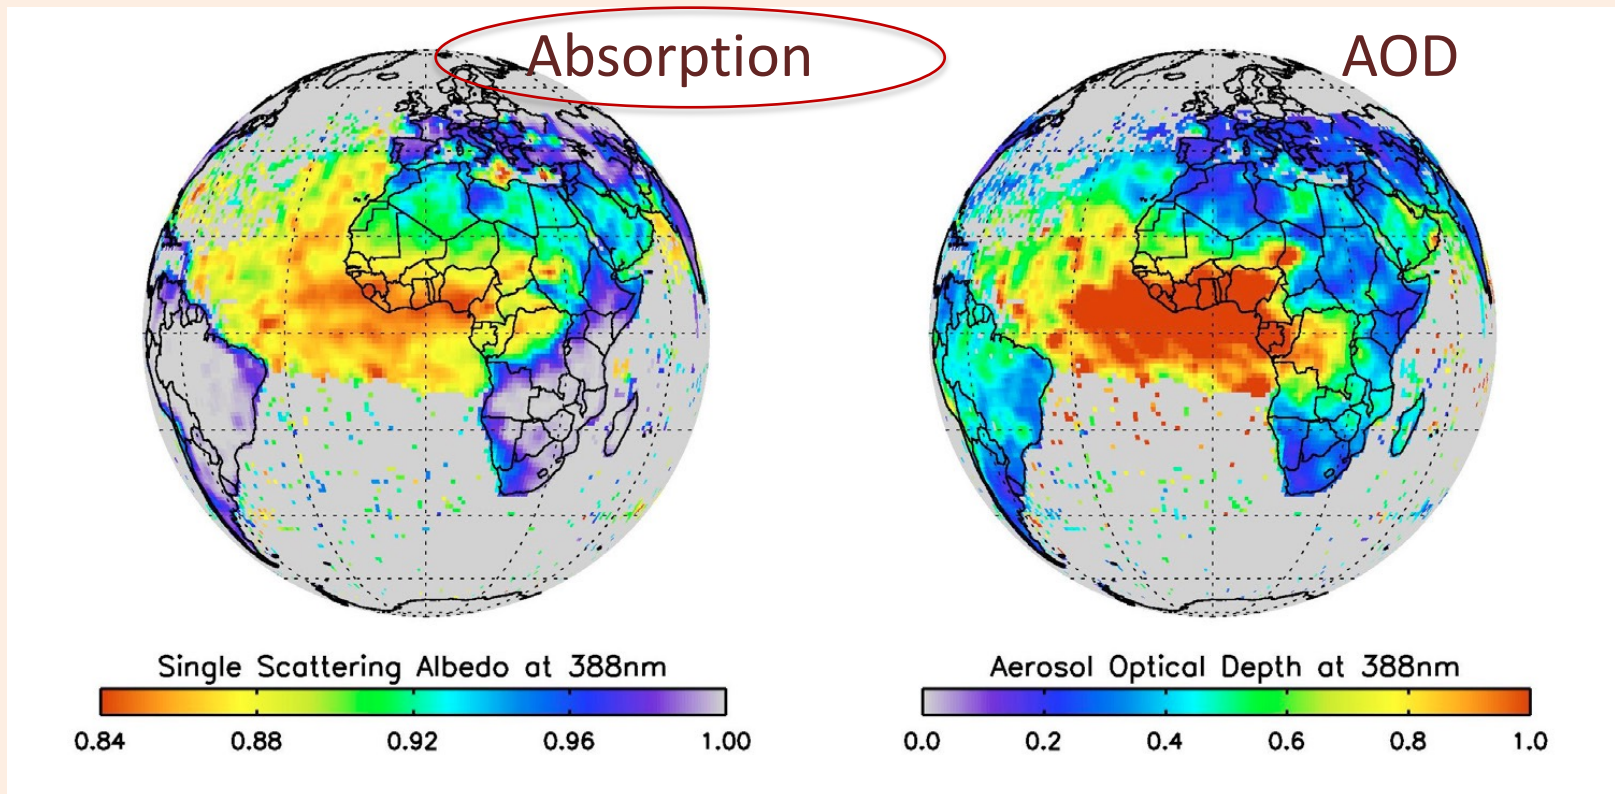 Absorption
AOD
Single Scattering Albedo at 388nm
0.84 0.88 0.92 0.96 1.00
Aerosol Optical Depth at 388nm
0.0 0.2 0.4 0.6 0.8 1.0